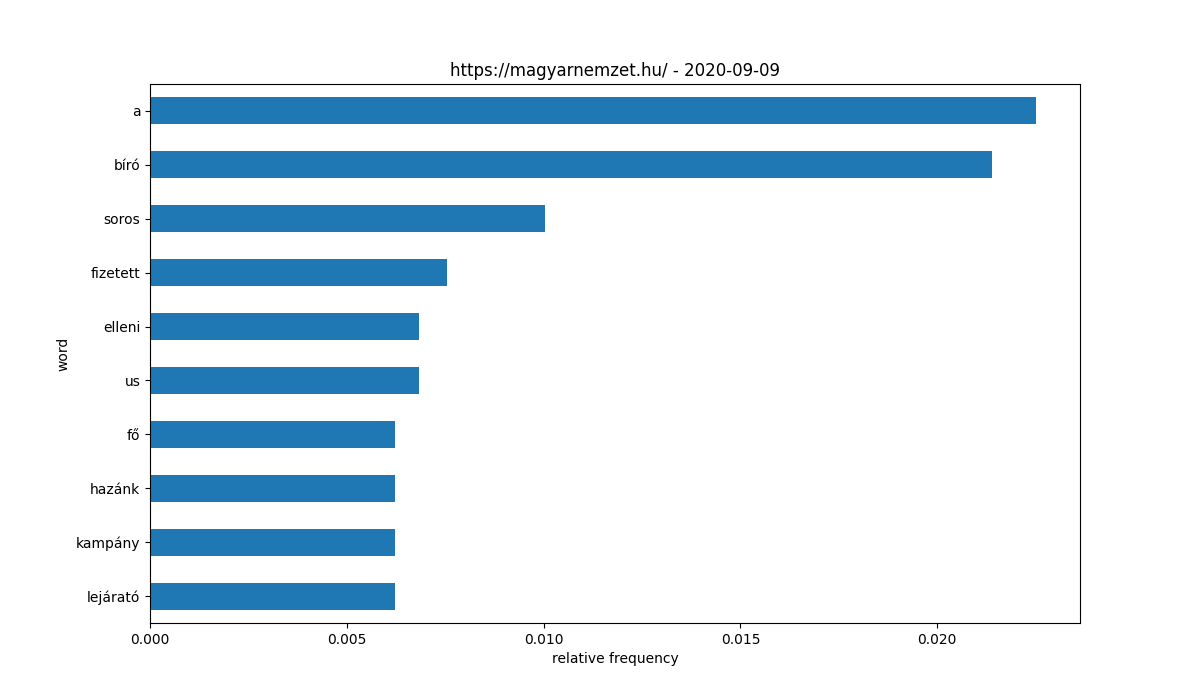 https://magyarnemzet.hu/ - 2020-09-09
a
bíró
soros
fizetett
elleni
us
fő
hazánk
kampány
lejárató
word
0.000 0.005 0.010 0.015 0.020
relative frequency